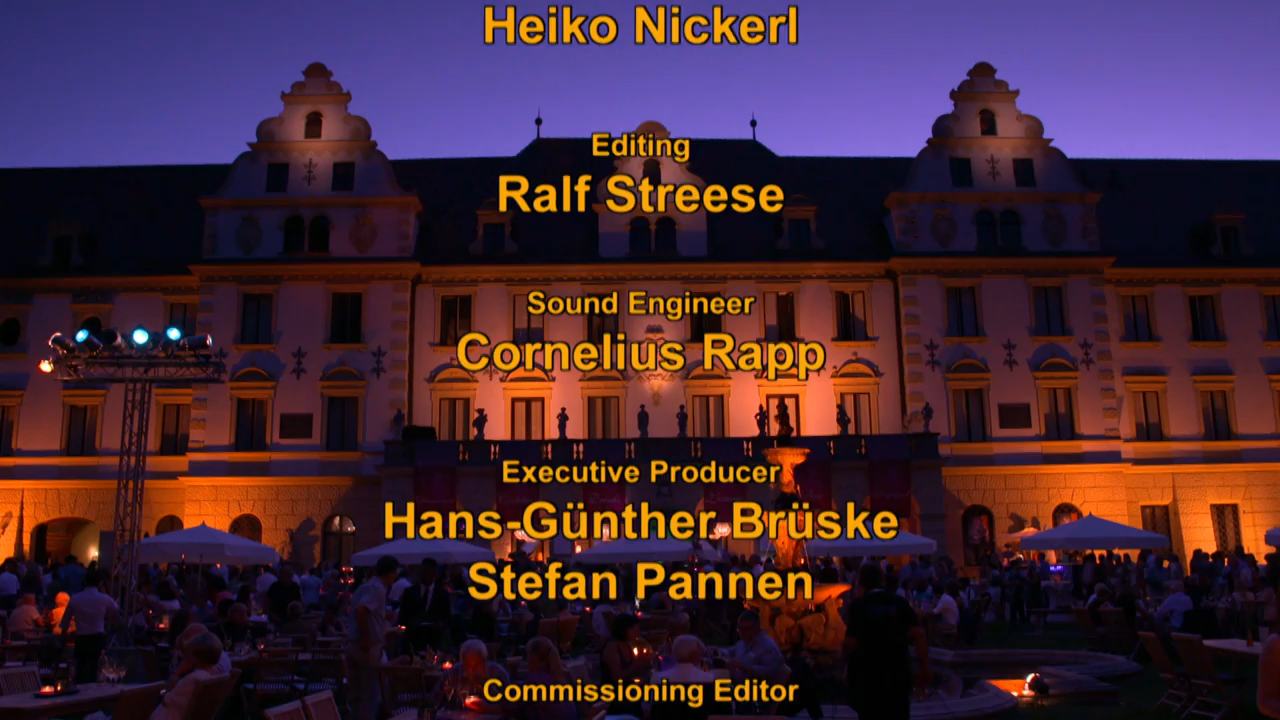 Heiko Nickerl
Editing
Ralf Streese
Sound Engineer
Cornelius Rapp
Executive Producer
Hans-Günther Brüske
Stefan Pannen
Commissioning Editor